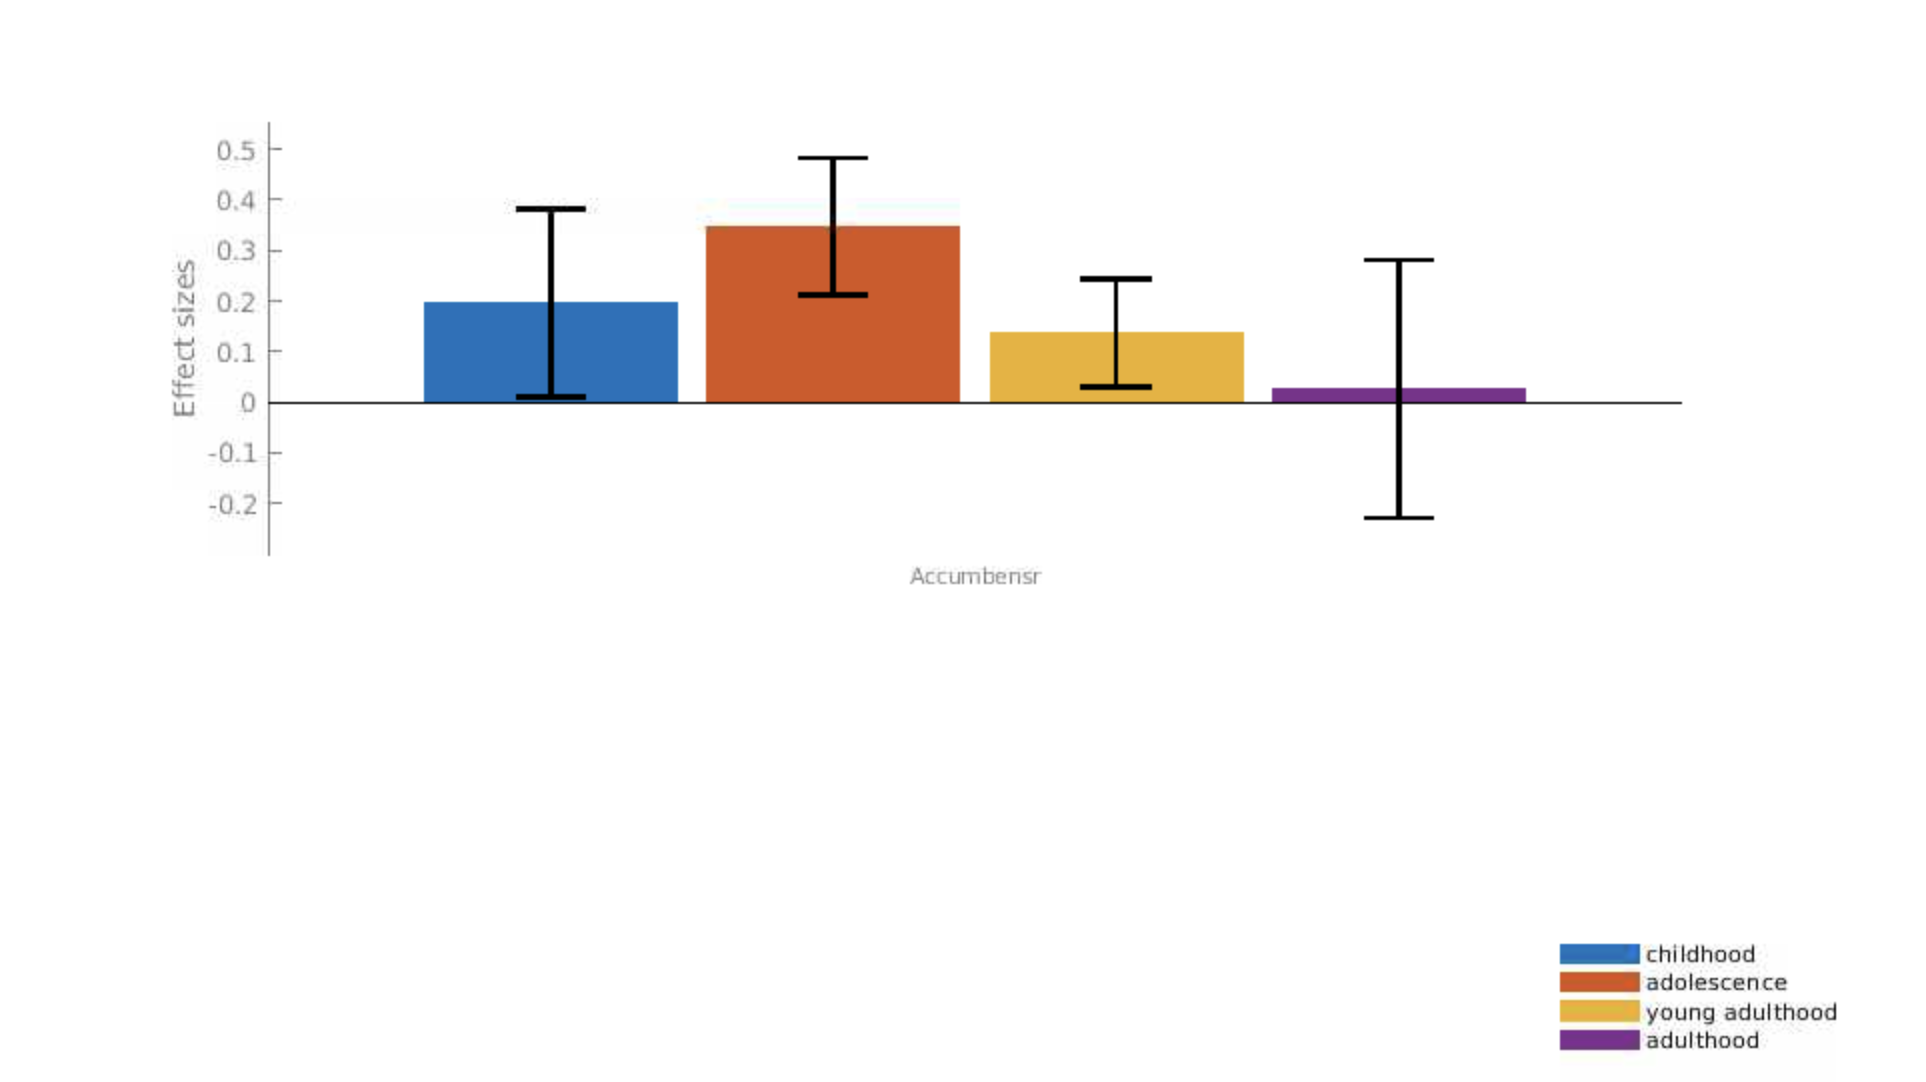 Effect sizes
0.5
0.4
0.3
0.2
0.1
0
-0.1
-0.2
Accumbensr
childhood
adolescence
young adulthood
adulthood